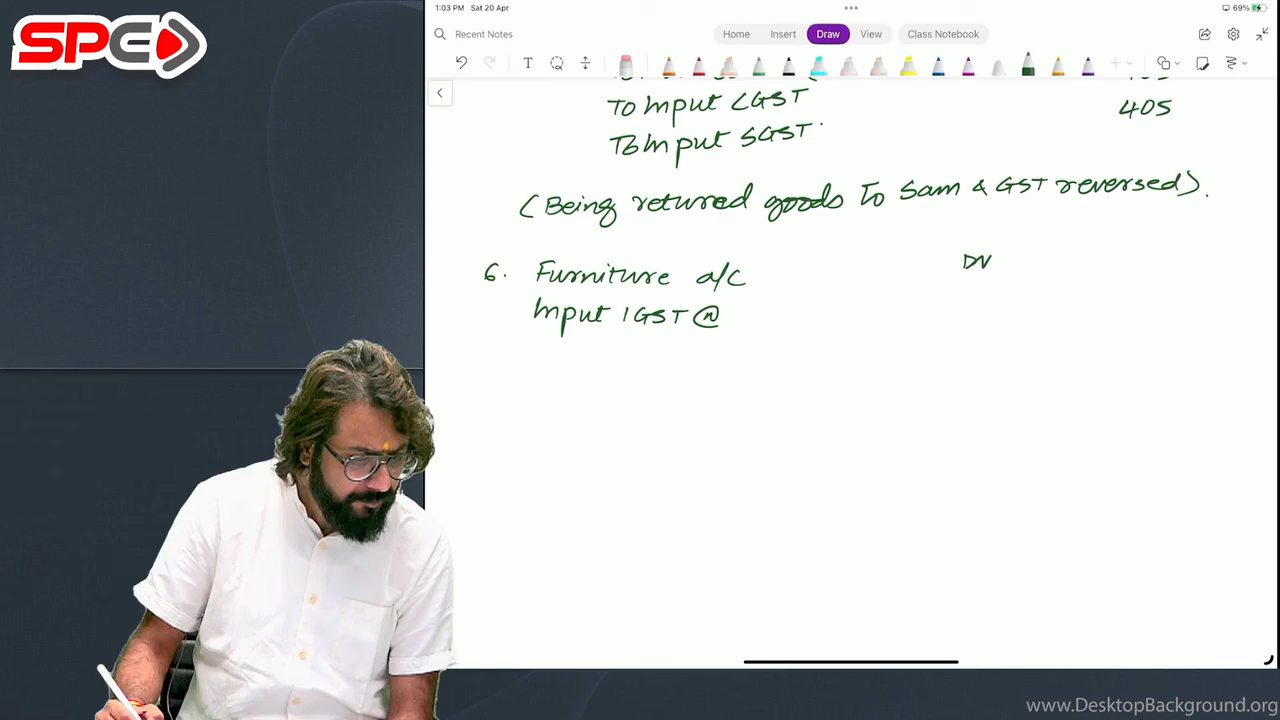 SPE
1:03 PM Sat 20 Apr
69%
Recent Notes
Home Insert Draw View Class Notebook
T
To Input CGST 405
To Input SGST
(Being returned goods To Sam & GST reversed).
6. Furniture a/c Dr
Input IGST @
www.DesktopBackground.org